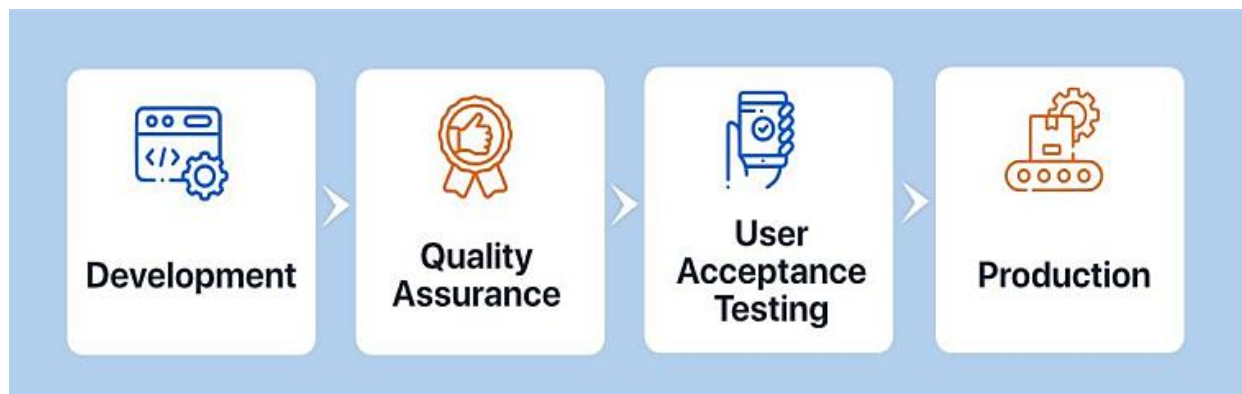 Development
Quality
Assurance
User
Acceptance
Testing
Production